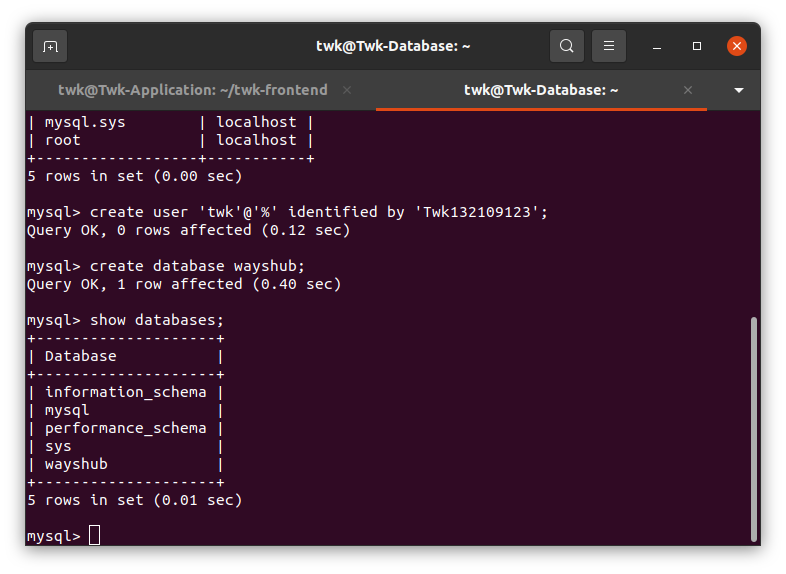 twk@Twk-Database: ~
twk@Twk-Application: ~/twk-frontend
twk@Twk-Database: ~
| mysql.sys        | localhost |
| root             | localhost |
+------------------+-----------+
5 rows in set (0.00 sec)
mysql> create user 'twk'@'%' identified by 'Twk132109123';
Query OK, 0 rows affected (0.12 sec)
mysql> create database wayshub;
Query OK, 1 row affected (0.40 sec)
mysql> show databases;
+--------------------+
| Database           |
+--------------------+
| information_schema |
| mysql              |
| performance_schema |
| sys                |
| wayshub            |
+--------------------+
5 rows in set (0.01 sec)
mysql>